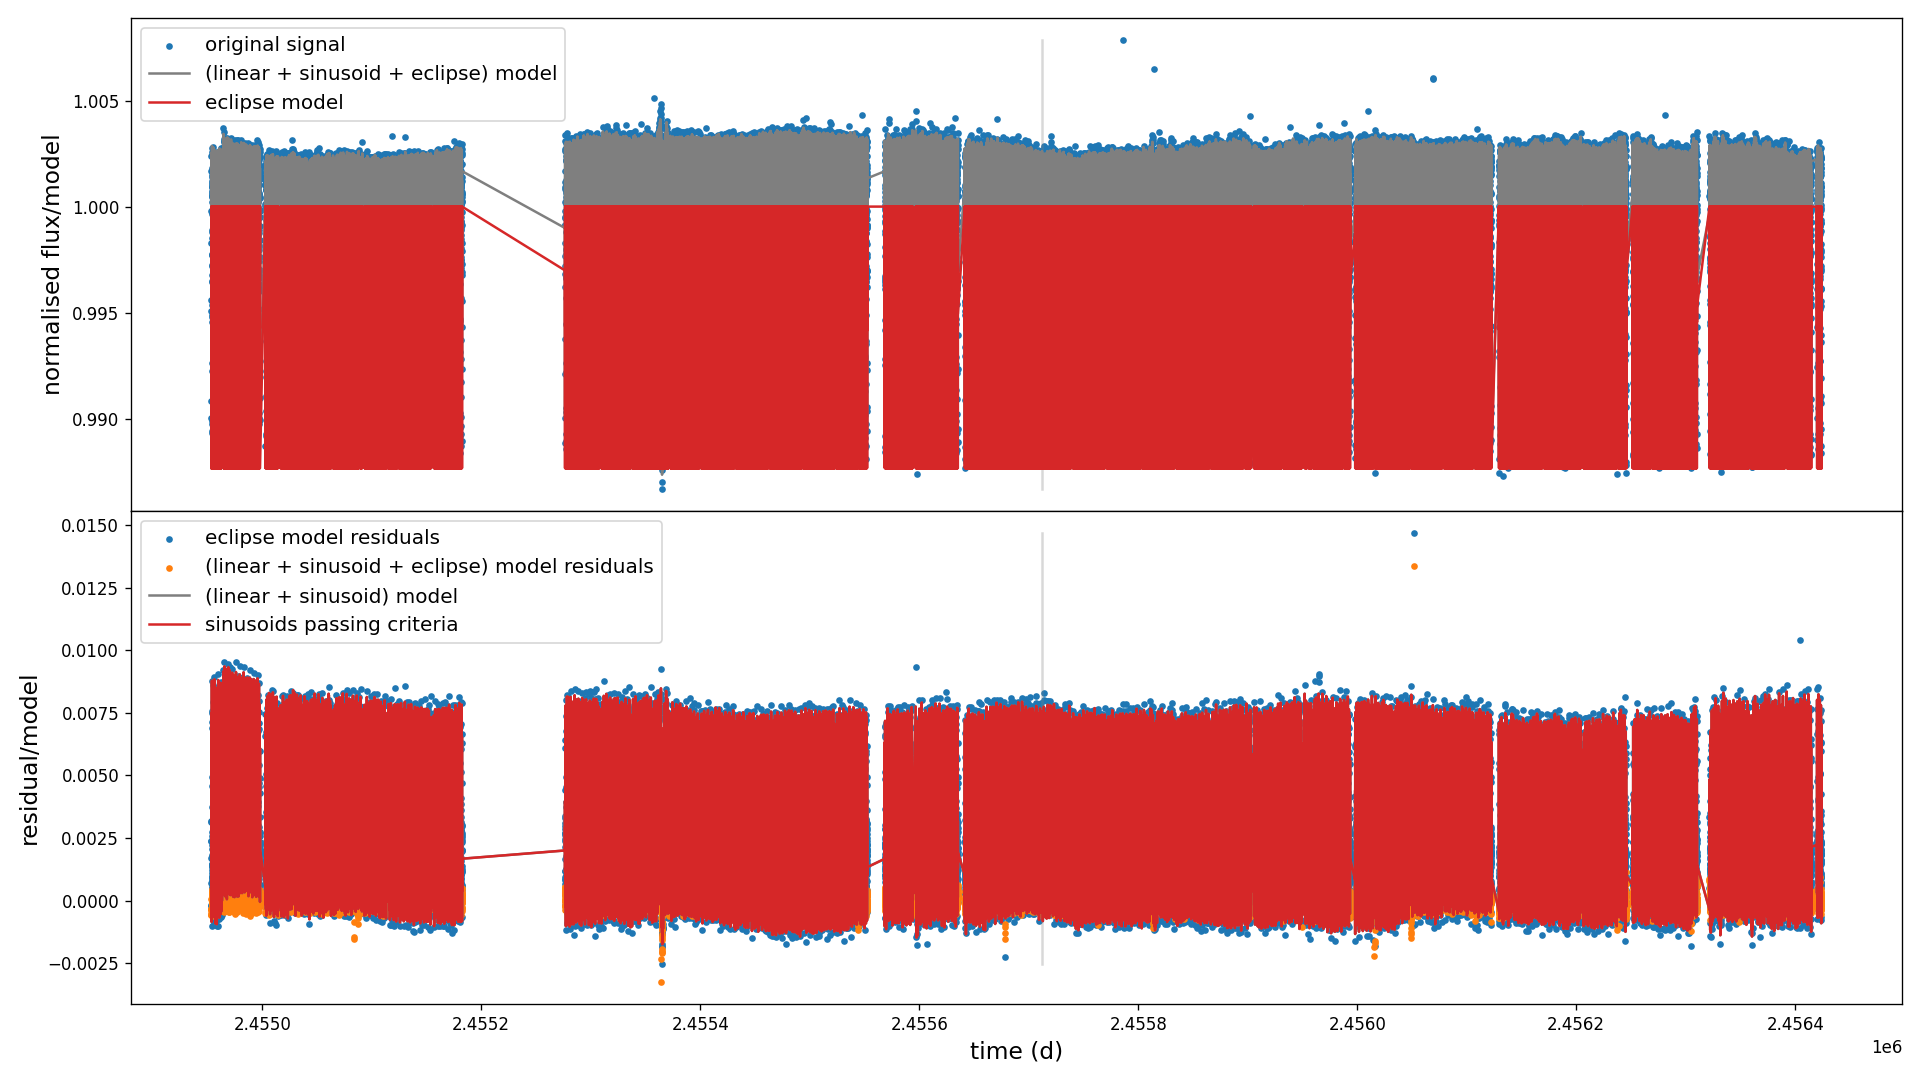 original signal
(linear + sinusoid + eclipse) model
eclipse model
1.005
1.000
0.995
0.990
normalised flux/model
eclipse model residuals
(linear + sinusoid + eclipse) model residuals
(linear + sinusoid) model
sinusoids passing criteria
0.0150
0.0125
0.0100
0.0075
0.0050
0.0025
0.0000
−0.0025
residual/model
2.4550 2.4552 2.4554 2.4556 2.4558 2.4560 2.4562 2.4564
time (d)
1e6